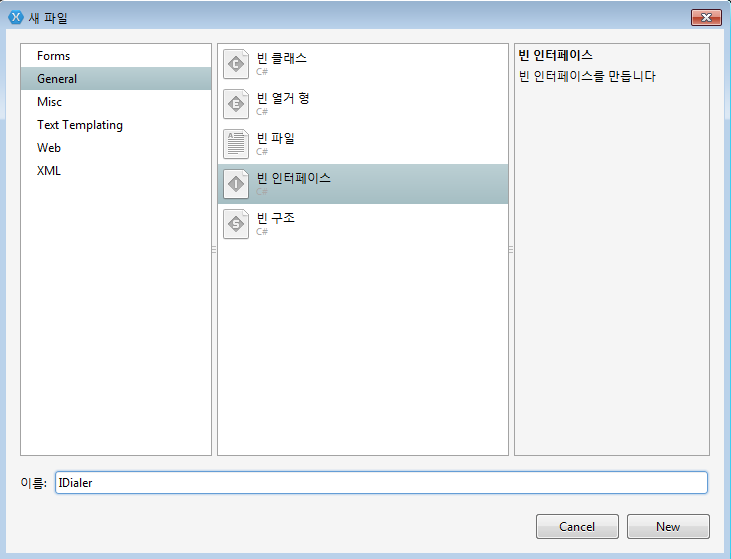 새 파일
Forms
General
Misc
Text Templating
Web
XML
빈 클래스
C#
빈 열거 형
C#
빈 파일
C#
빈 인터페이스
C#
빈 구조
C#
빈 인터페이스
빈 인터페이스를 만듭니다
이름: IDialer
Cancel New